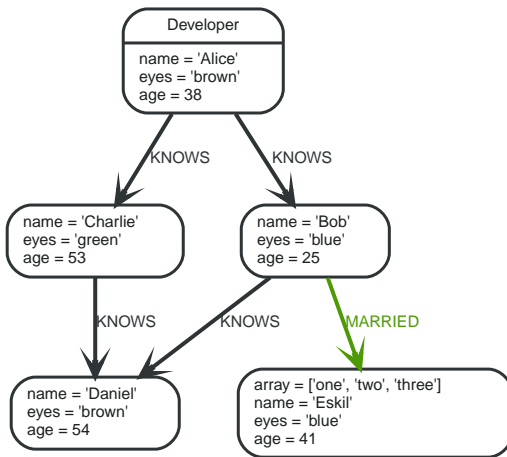 Developer
name = 'Alice'
eyes = 'brown'
age = 38
KNOWS
KNOWS
name = 'Charlie'
eyes = 'green'
age = 53
name = 'Bob'
eyes = 'blue'
age = 25
KNOWS
KNOWS
MARRIED
name = 'Daniel'
eyes = 'brown'
age = 54
array = ['one', 'two', 'three']
name = 'Eskil'
eyes = 'blue'
age = 41